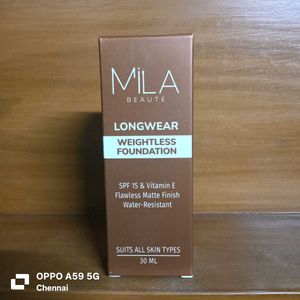 MiLA
BEAUTÉ
LONGWEAR
WEIGHTLESS
FOUNDATION
SPF 15 & Vitamin E
Flawless Matte Finish
Water-Resistant
SUITS ALL SKIN TYPES
30 ML
OPPO A59 5G
Chennai